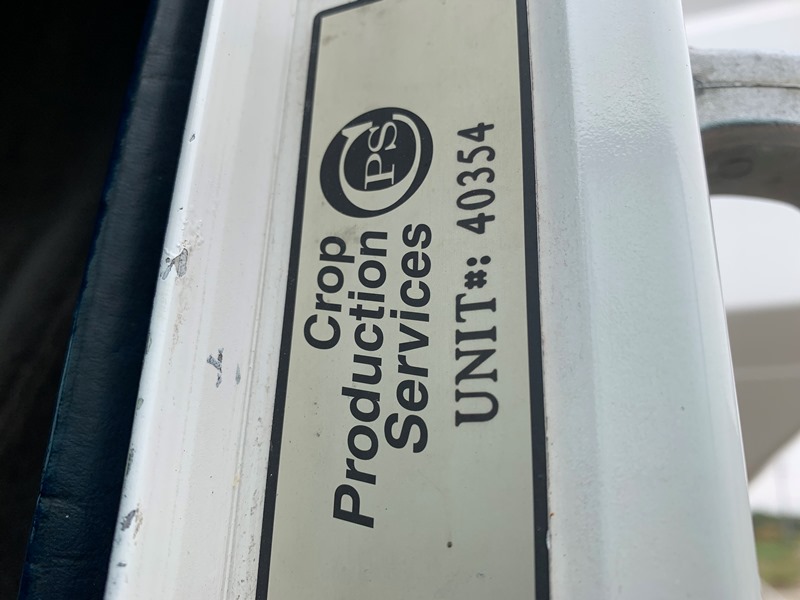 Crop
Production
Services
CPS
UNIT#: 40354